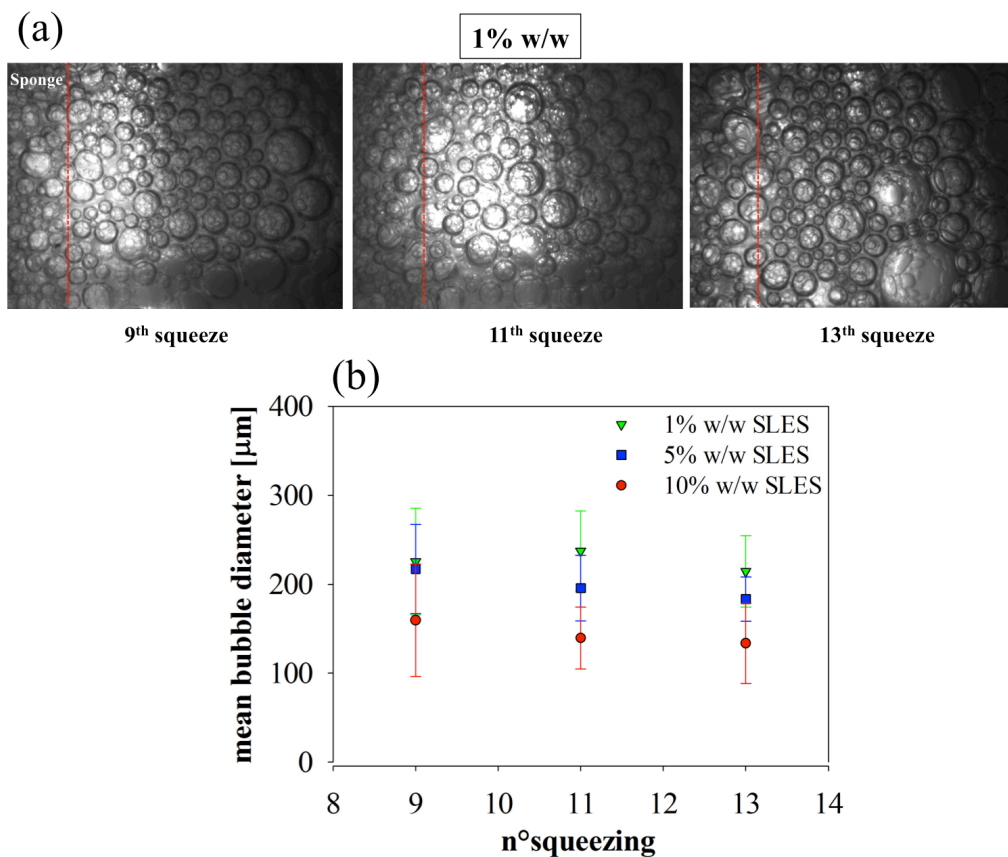 (a)
1% w/w
Sponge
9th squeeze
11th squeeze
13th squeeze
(b)
mean bubble diameter [µm]
400
300
200
100
0
1% w/w SLES
5% w/w SLES
10% w/w SLES
8 9 10 11 12 13 14
n°squeezing